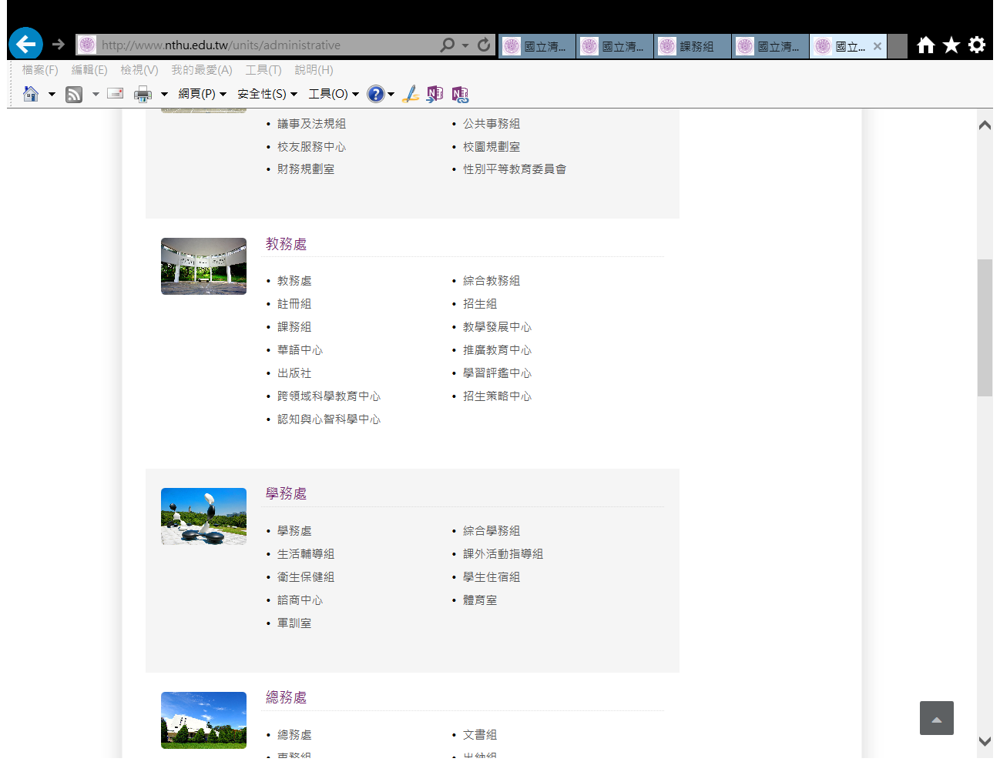 http://www.nthu.edu.tw/units/administrative
國立清...
國立清...
課務組
國立清...
國立...
檔案(F) 編輯(E) 檢視(V) 我的最愛(A) 工具(T) 說明(H)
網頁(P) 安全性(S) 工具(O)
• 議事及法規組 • 公共事務組
• 校友服務中心 • 校園規劃室
• 財務規劃室 • 性別平等教育委員會
教務處
• 教務處 • 綜合教務組
• 註冊組 • 招生組
• 課務組 • 教學發展中心
• 華語中心 • 推廣教育中心
• 出版社 • 學習評鑑中心
• 跨領域科學教育中心 • 招生策略中心
• 認知與心智科學中心
學務處
• 學務處 • 綜合學務組
• 生活輔導組 • 課外活動指導組
• 衛生保健組 • 學生住宿組
• 諮商中心 • 體育室
• 軍訓室
總務處
• 總務處 • 文書組
• 事務組 • 出納組